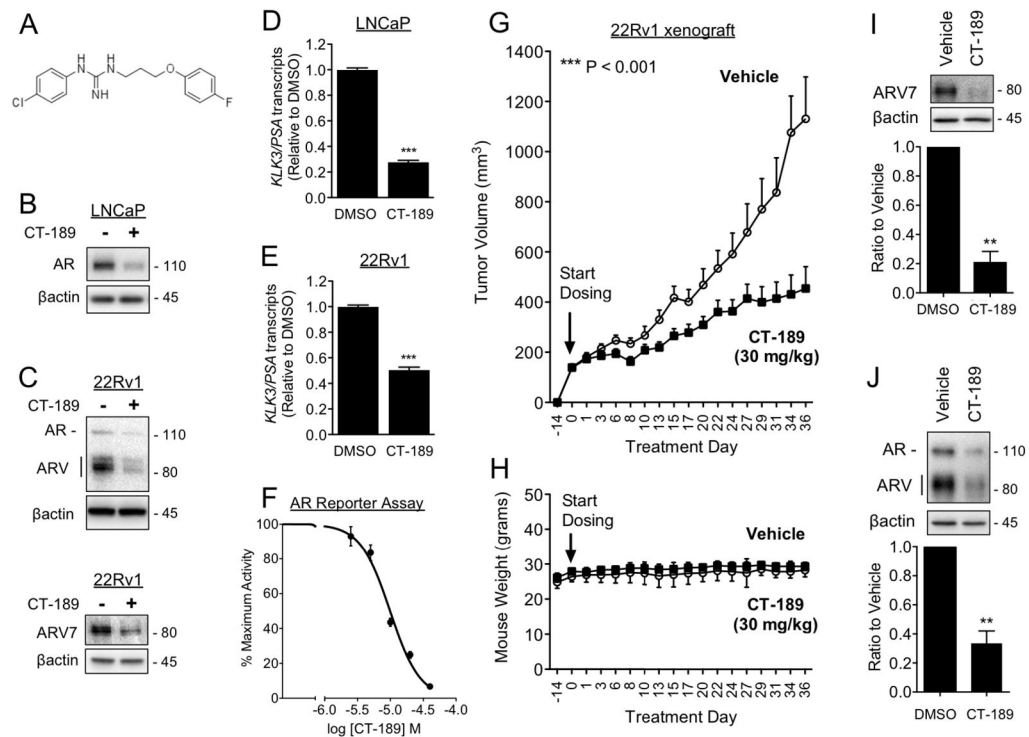 A
Cl
H
N
NH
H
N
O
F
B
LNCaP
CT-189 - +
AR - 110
βactin - 45
C
22Rv1
CT-189 - +
AR - - 110
ARV - 80
βactin - 45
22Rv1
CT-189 - +
ARV7 - 80
βactin - 45
D
LNCaP
KLK3/PSA transcripts
(Relative to DMSO)
1.2
1.0
0.8
0.6
0.4
0.2
0.0
***
DMSO CT-189
E
22Rv1
KLK3/PSA transcripts
(Relative to DMSO)
1.2
1.0
0.8
0.6
0.4
0.2
0.0
***
DMSO CT-189
F
AR Reporter Assay
% Maximum Activity
100
80
60
40
20
0
-6.0 -5.5 -5.0 -4.5 -4.0
log [CT-189] M
G
22Rv1 xenograft
*** P < 0.001
Vehicle
Tumor Volume (mm3)
1400
1200
1000
800
600
400
200
0
Start
Dosing
CT-189
(30 mg/kg)
-14 0 1 3 6 8 10 13 15 17 20 22 24 27 29 31 34 36
Treatment Day
H
Mouse Weight (grams)
50
40
30
20
10
0
Start
Dosing
Vehicle
CT-189
(30 mg/kg)
-14 0 1 3 6 8 10 13 15 17 20 22 24 27 29 31 34 36
Treatment Day
I
Vehicle
CT-189
ARV7 - 80
βactin - 45
Ratio to Vehicle
1.0
0.8
0.6
0.4
0.2
0.0
**
DMSO CT-189
J
Vehicle
CT-189
AR - - 110
ARV - 80
βactin - 45
Ratio to Vehicle
1.0
0.8
0.6
0.4
0.2
0.0
**
DMSO CT-189